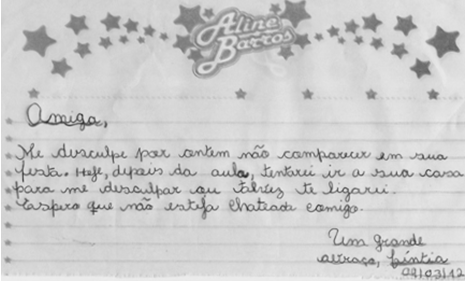 Aline
Barros
Amiga,
Me desculpe por ontem não comparecer em sua
festa. Hoje, depois da aula, tentarei ir a sua casa
para me desculpar ou talvez te ligarei.
Espero que não esteja chateada comigo.
Um grande
abraço, Cíntia
02/03/12